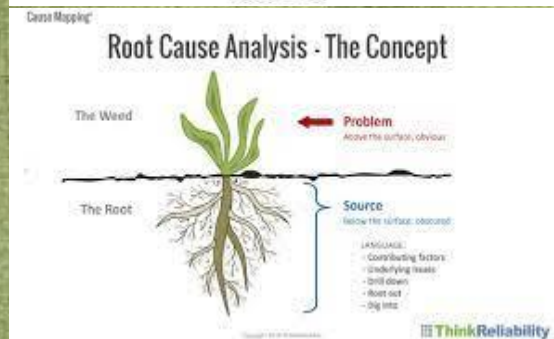 Cause Mapping®
Root Cause Analysis - The Concept
The Weed
Problem
Above the surface, obvious
The Root
Source
Below the surface, obscured
LANGUAGE:
- Contributing factors
- Underlying issues
- Drill down
- Root out
- Dig into
ThinkReliability